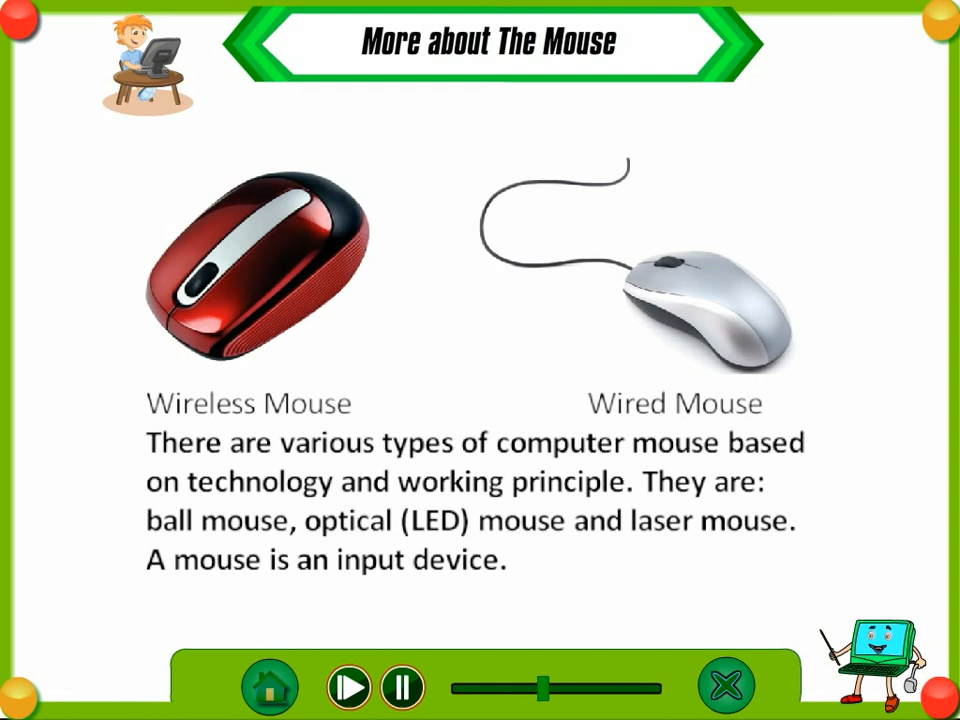 More about The Mouse
Wireless Mouse
Wired Mouse
There are various types of computer mouse based
on technology and working principle. They are:
ball mouse, optical (LED) mouse and laser mouse.
A mouse is an input device.